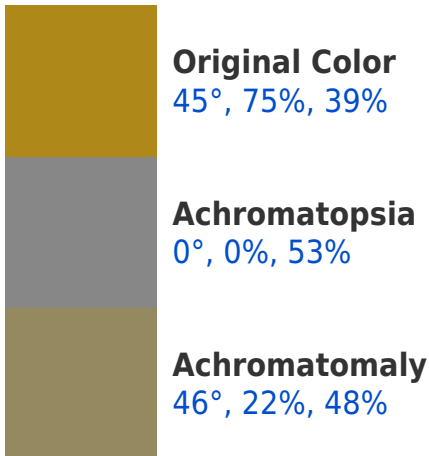 Original Color
45°, 75%, 39%
Achromatopsia
0°, 0%, 53%
Achromatomaly
46°, 22%, 48%